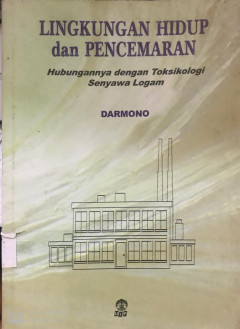 LINGKUNGAN HIDUP
dan PENCEMARAN
Hubungannya dengan Toksikologi
Senyawa Logam
DARMONO